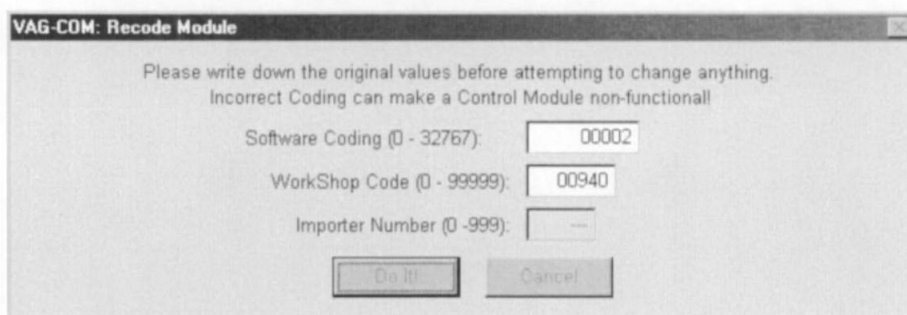 VAG-COM: Recode Module
Please write down the original values before attempting to change anything.
Incorrect Coding can make a Control Module non-functional!
Software Coding (0 - 32767): 00002
WorkShop Code (0 - 99999): 00940
Importer Number (0 -999): ---
Do It! Cancel